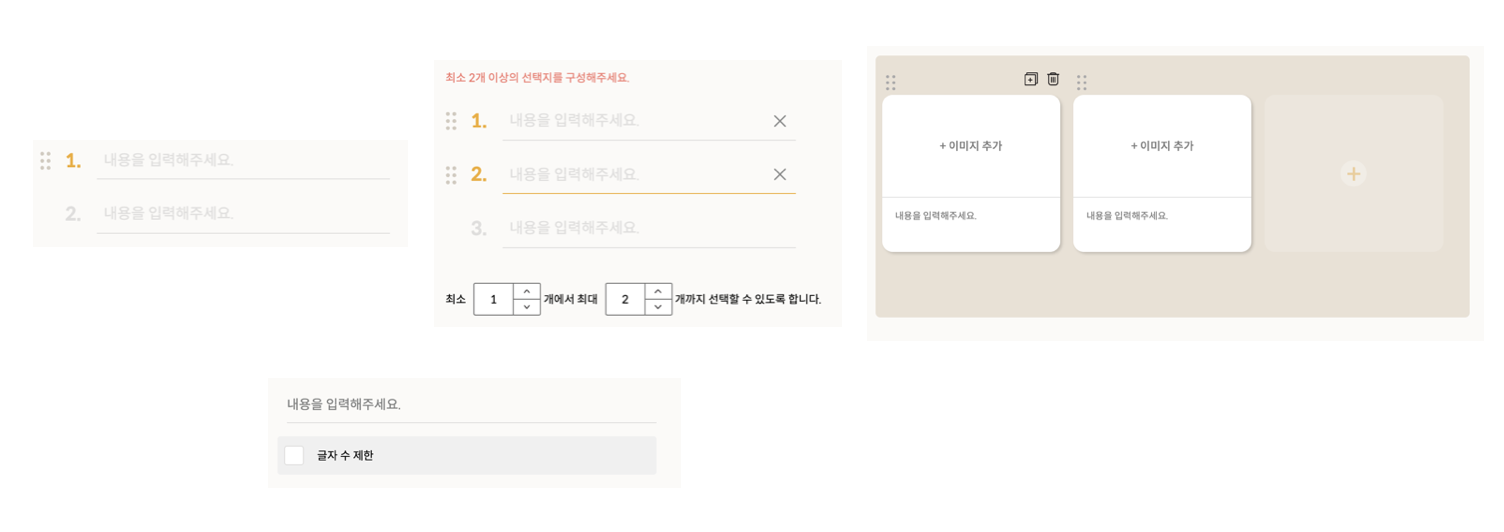 1. 내용을 입력해주세요.
2. 내용을 입력해주세요.
최소 2개 이상의 선택지를 구성해주세요.
1. 내용을 입력해주세요.
2. 내용을 입력해주세요.
3. 내용을 입력해주세요.
최소 1 개에서 최대 2 개까지 선택할 수 있도록 합니다.
+ 이미지 추가
내용을 입력해주세요.
+ 이미지 추가
내용을 입력해주세요.
+
내용을 입력해주세요.
글자 수 제한